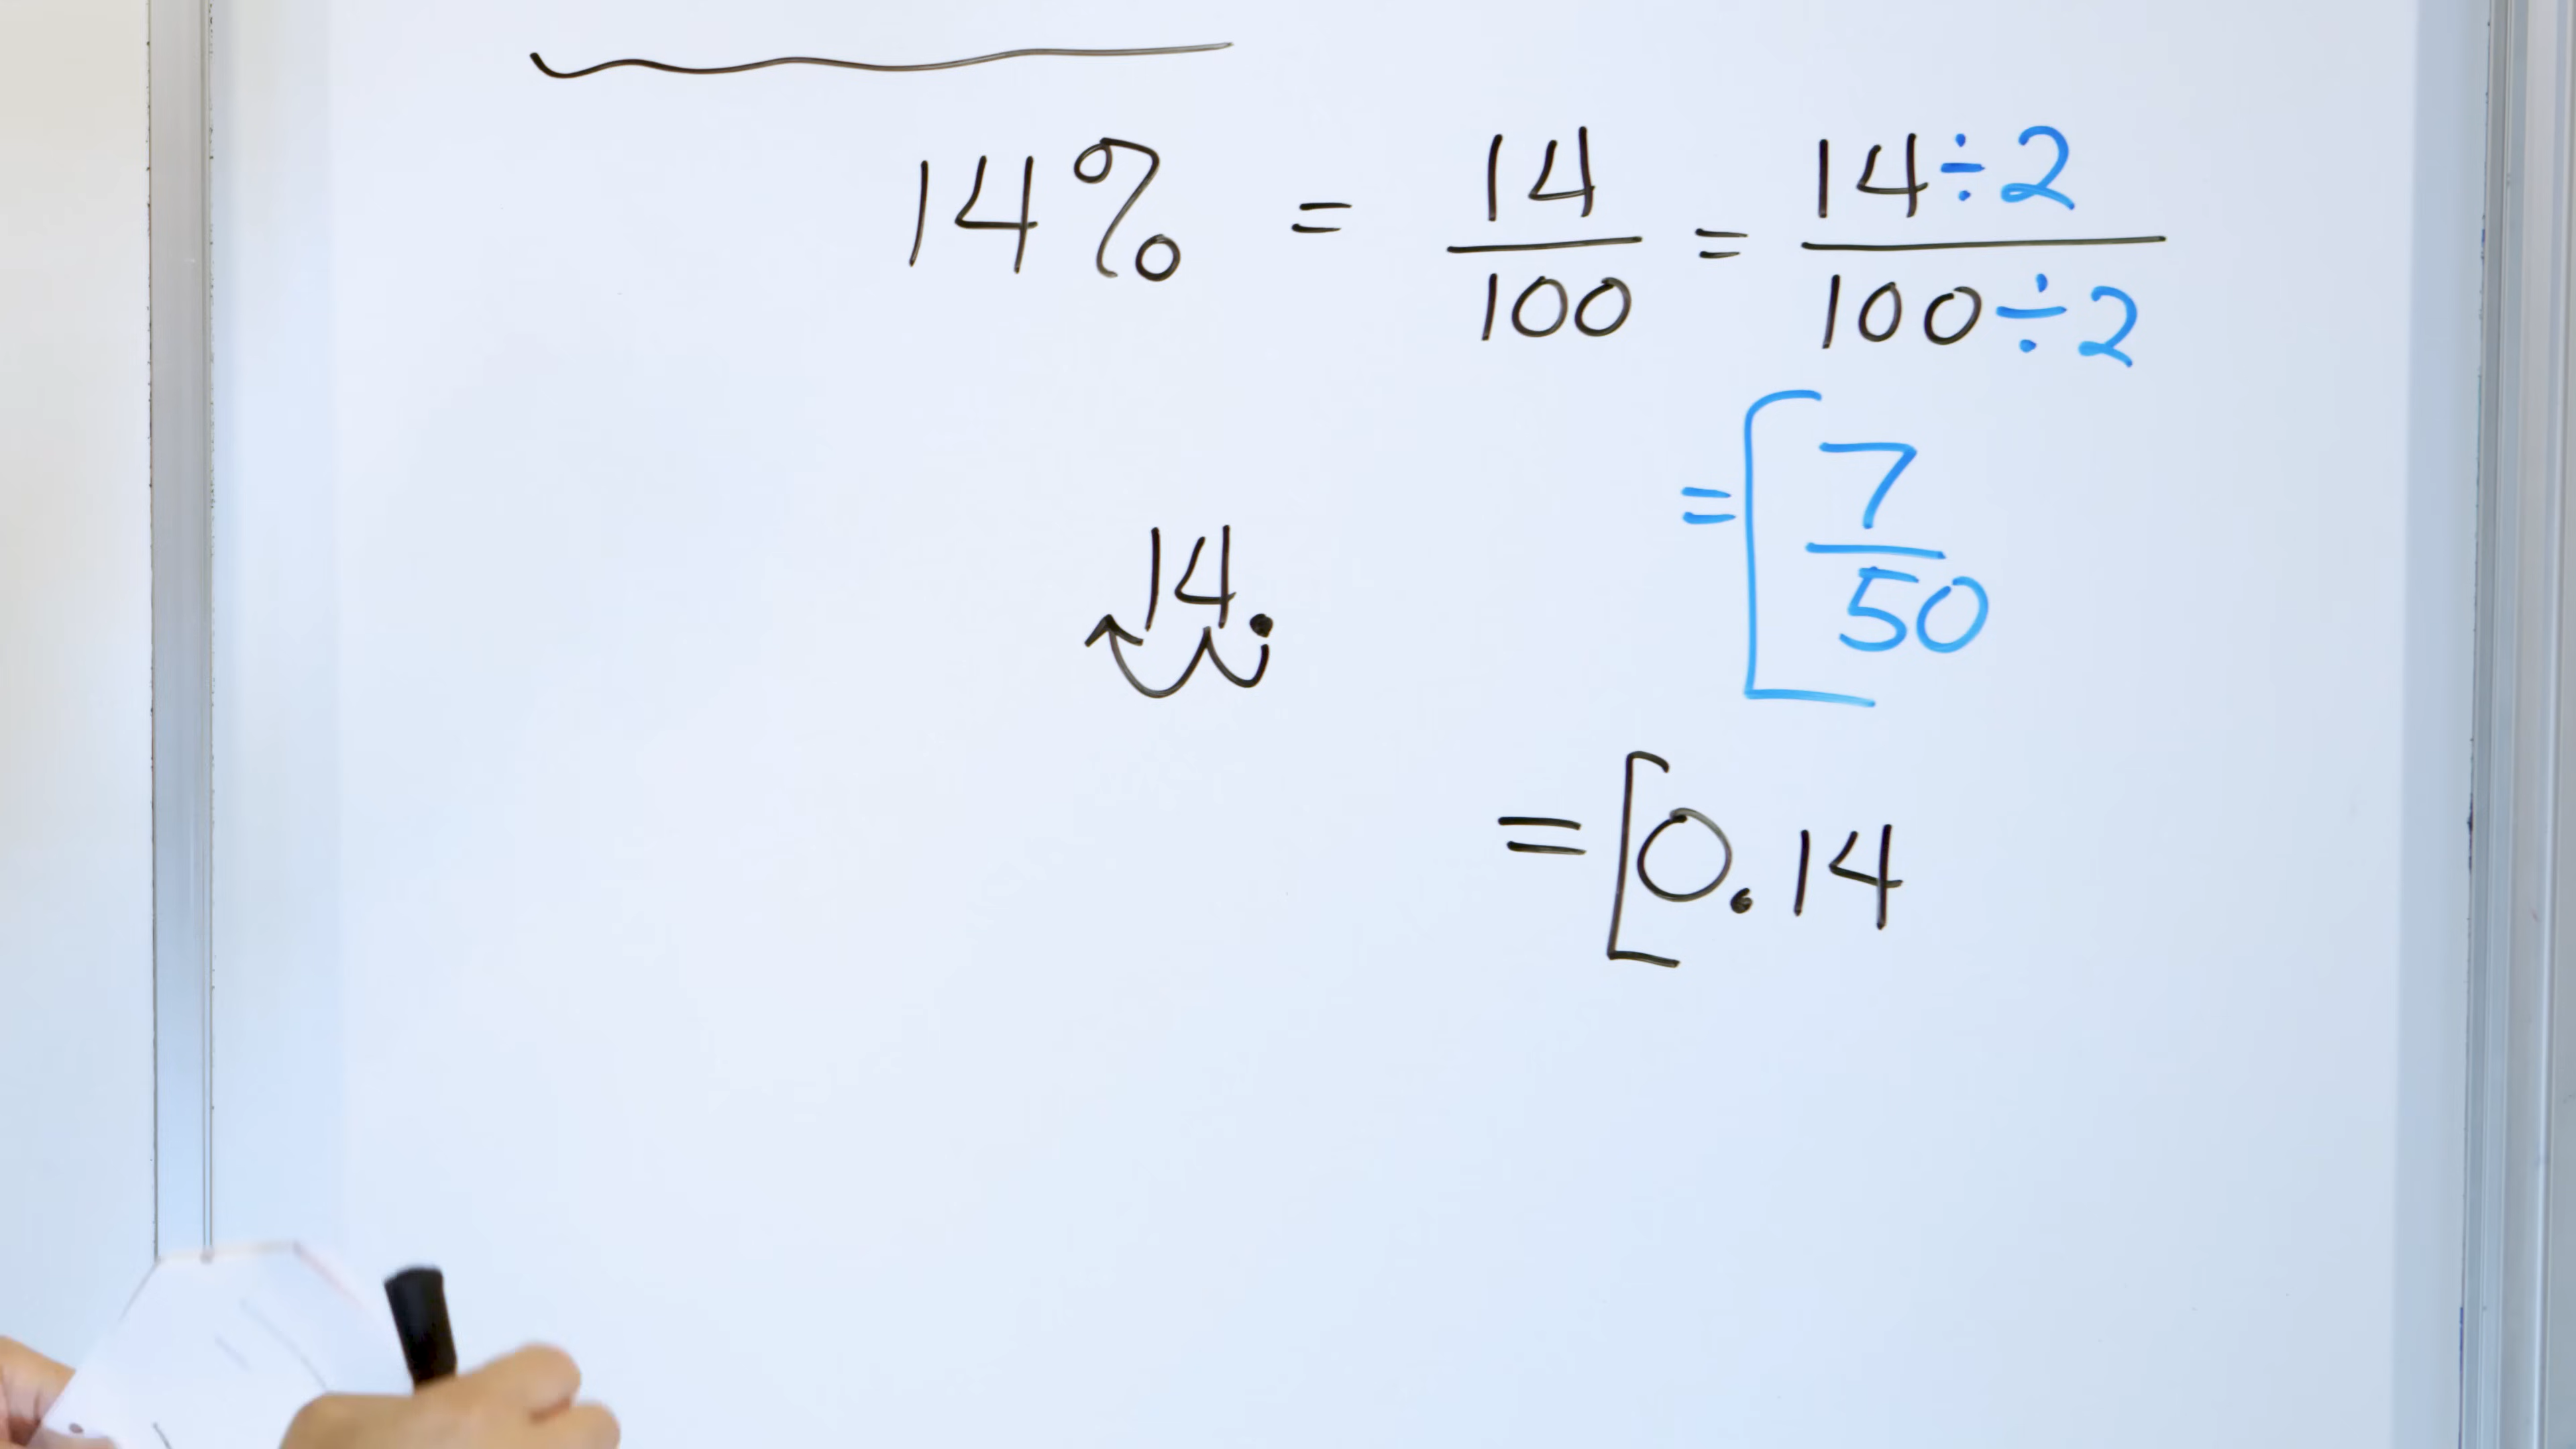 14% = 14/100 = 14÷2/100÷2
= [7/50
14.
= [0.14